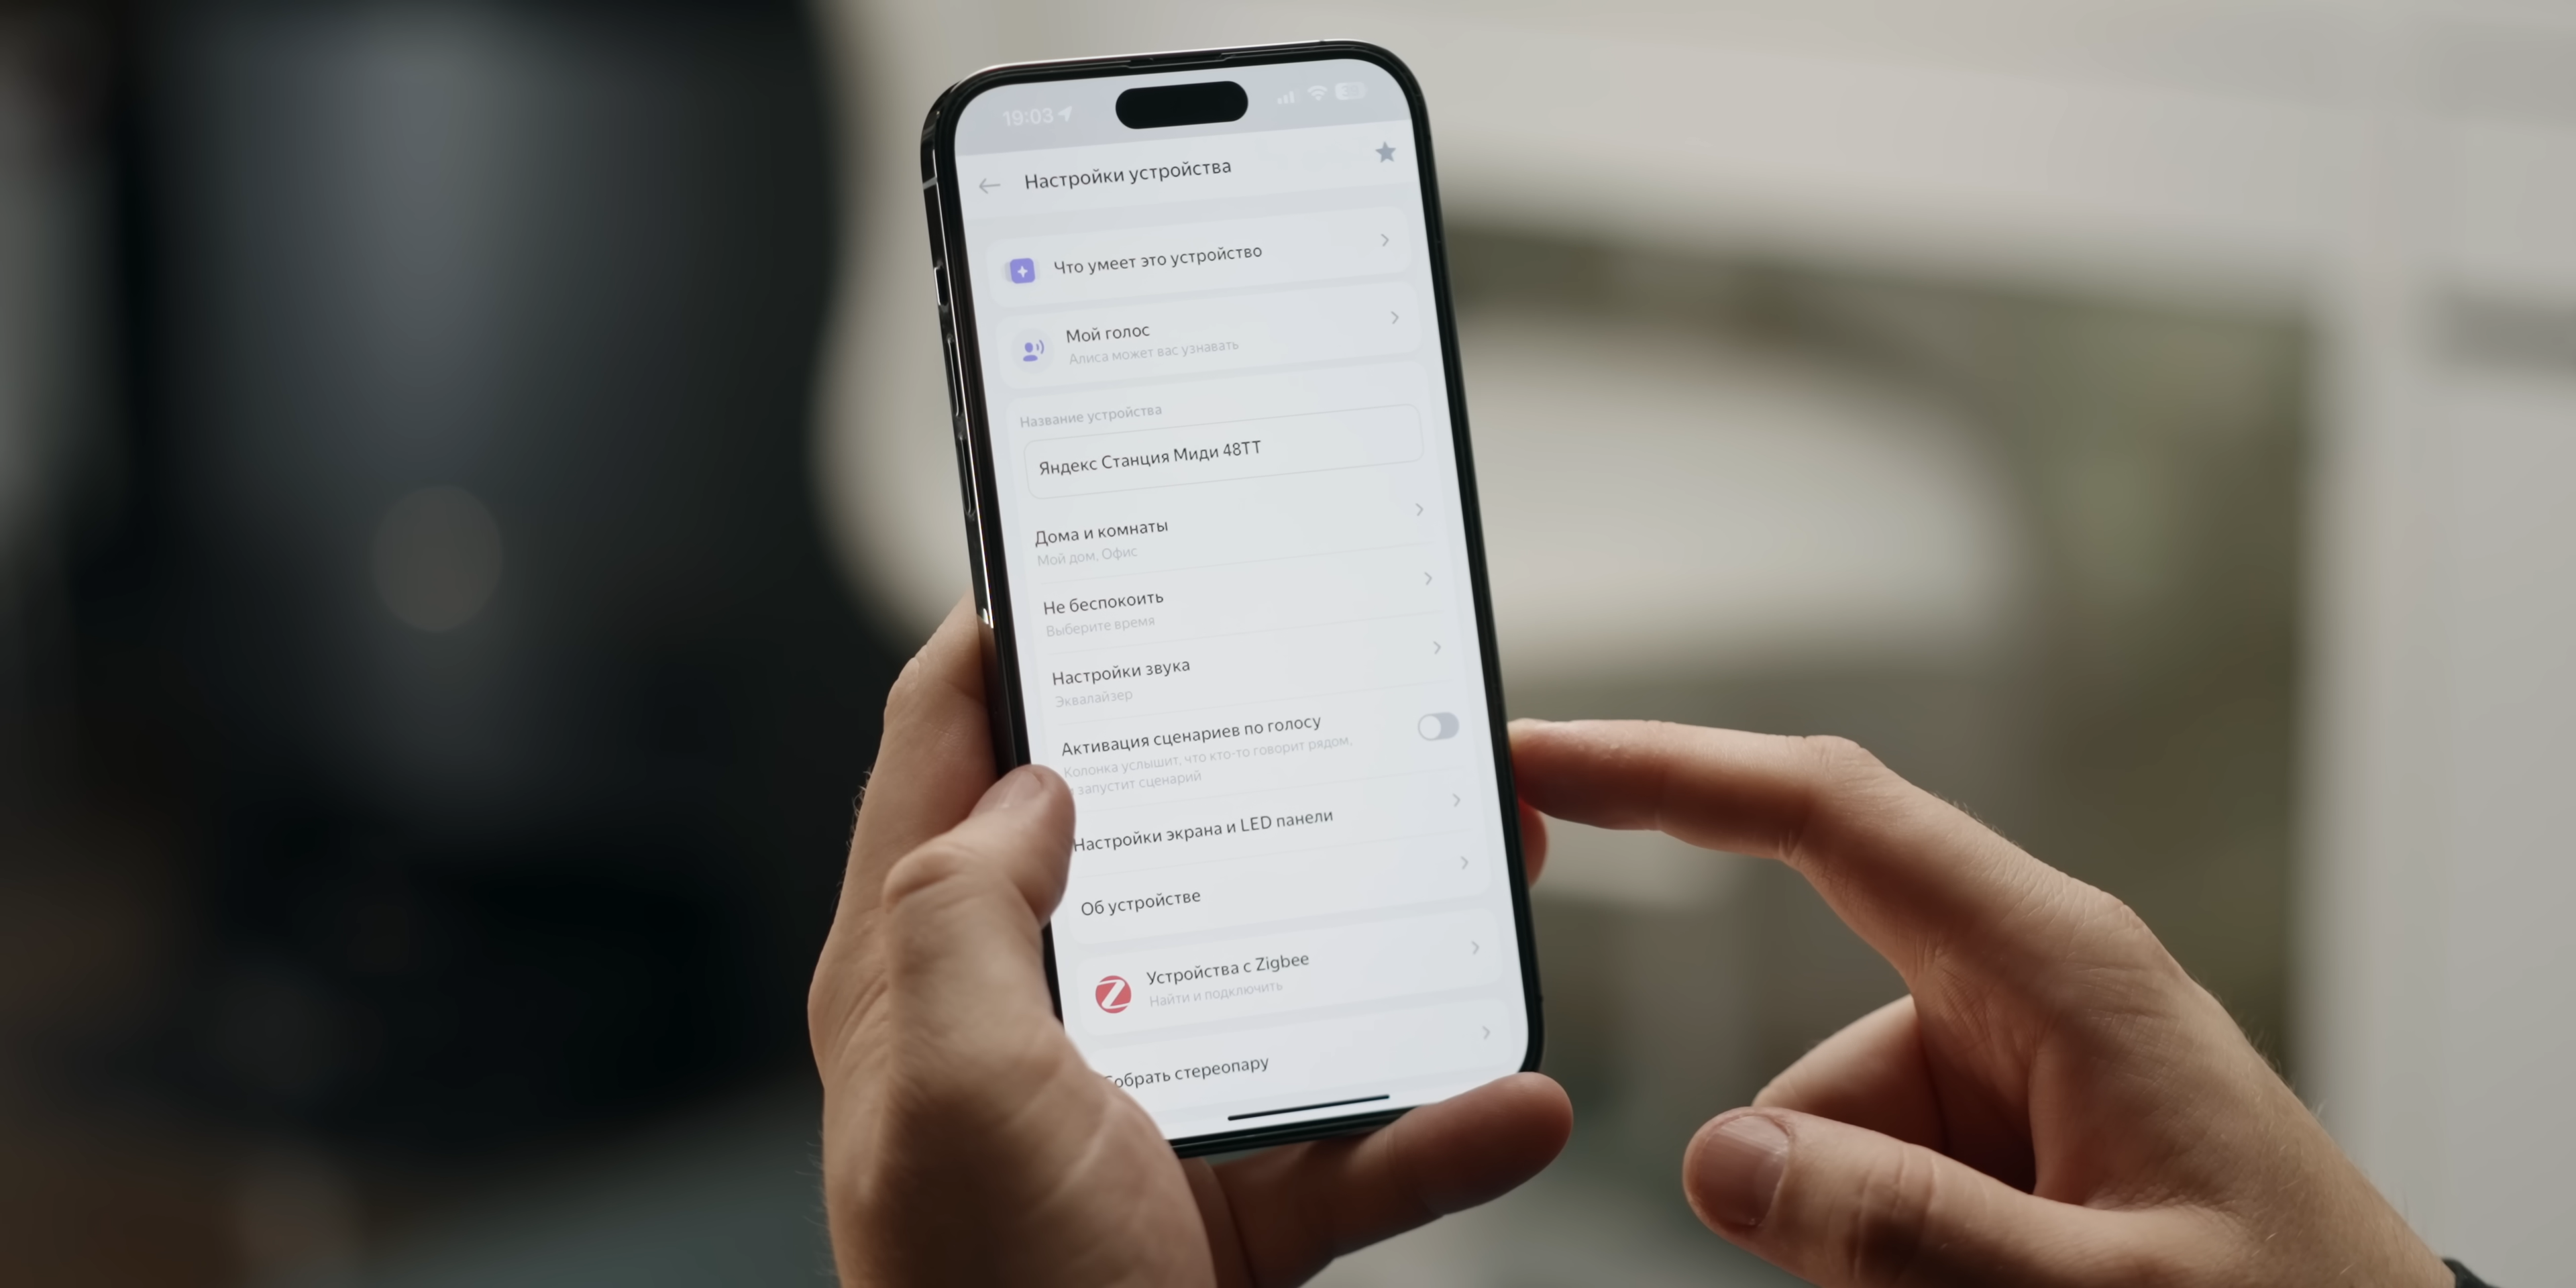 19:03
Настройки устройства
Что умеет это устройство
Мой голос
Алиса может вас узнавать
Название устройства
Яндекс Станция Миди 48TT
Дома и комнаты
Мой дом, Офис
Не беспокоить
Выберите время
Настройки звука
Эквалайзер
Активация сценариев по голосу
Колонка услышит, что кто-то говорит рядом,
и запустит сценарий
Настройки экрана и LED панели
Об устройстве
Устройства с Zigbee
Найти и подключить
Собрать стереопару